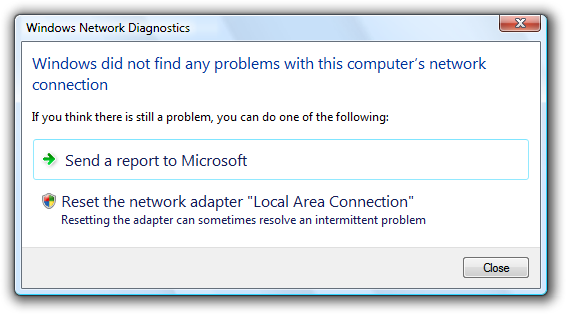 Windows Network Diagnostics
Windows did not find any problems with this computer's network
connection
If you think there is still a problem, you can do one of the following:
Send a report to Microsoft
Reset the network adapter "Local Area Connection"
Resetting the adapter can sometimes resolve an intermittent problem
Close